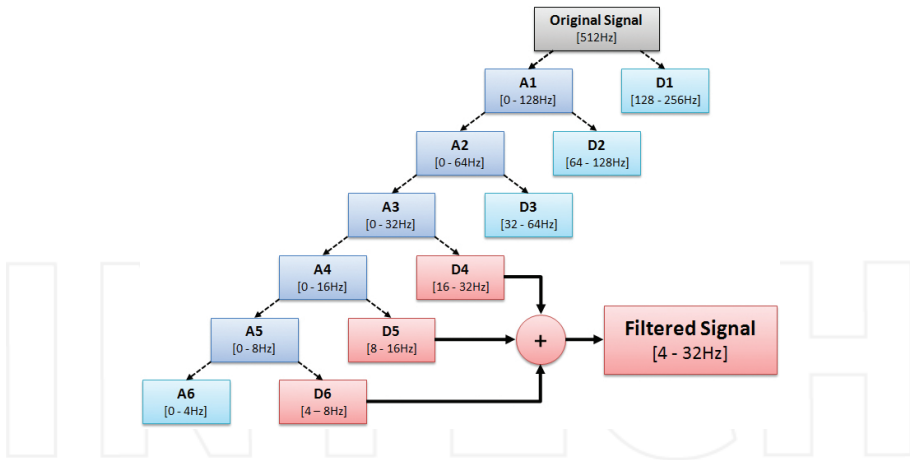 Original Signal
[512Hz]
A1
[0 - 128Hz]
D1
[128 - 256Hz]
A2
[0 - 64Hz]
D2
[64 - 128Hz]
A3
[0 - 32Hz]
D3
[32 - 64Hz]
A4
[0 - 16Hz]
D4
[16 - 32Hz]
A5
[0 - 8Hz]
D5
[8 - 16Hz]
+
Filtered Signal
[4 - 32Hz]
A6
[0 - 4Hz]
D6
[4 – 8Hz]